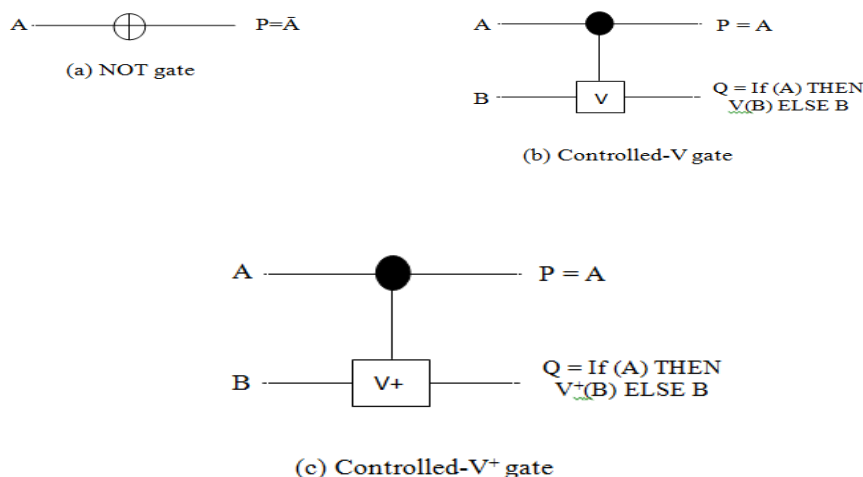 A
P=Ā
(a) NOT gate
A
P = A
B
V
Q = If (A) THEN
V(B) ELSE B
(b) Controlled-V gate
A
P = A
B
V+
Q = If (A) THEN
V⁺(B) ELSE B
(c) Controlled-V⁺ gate